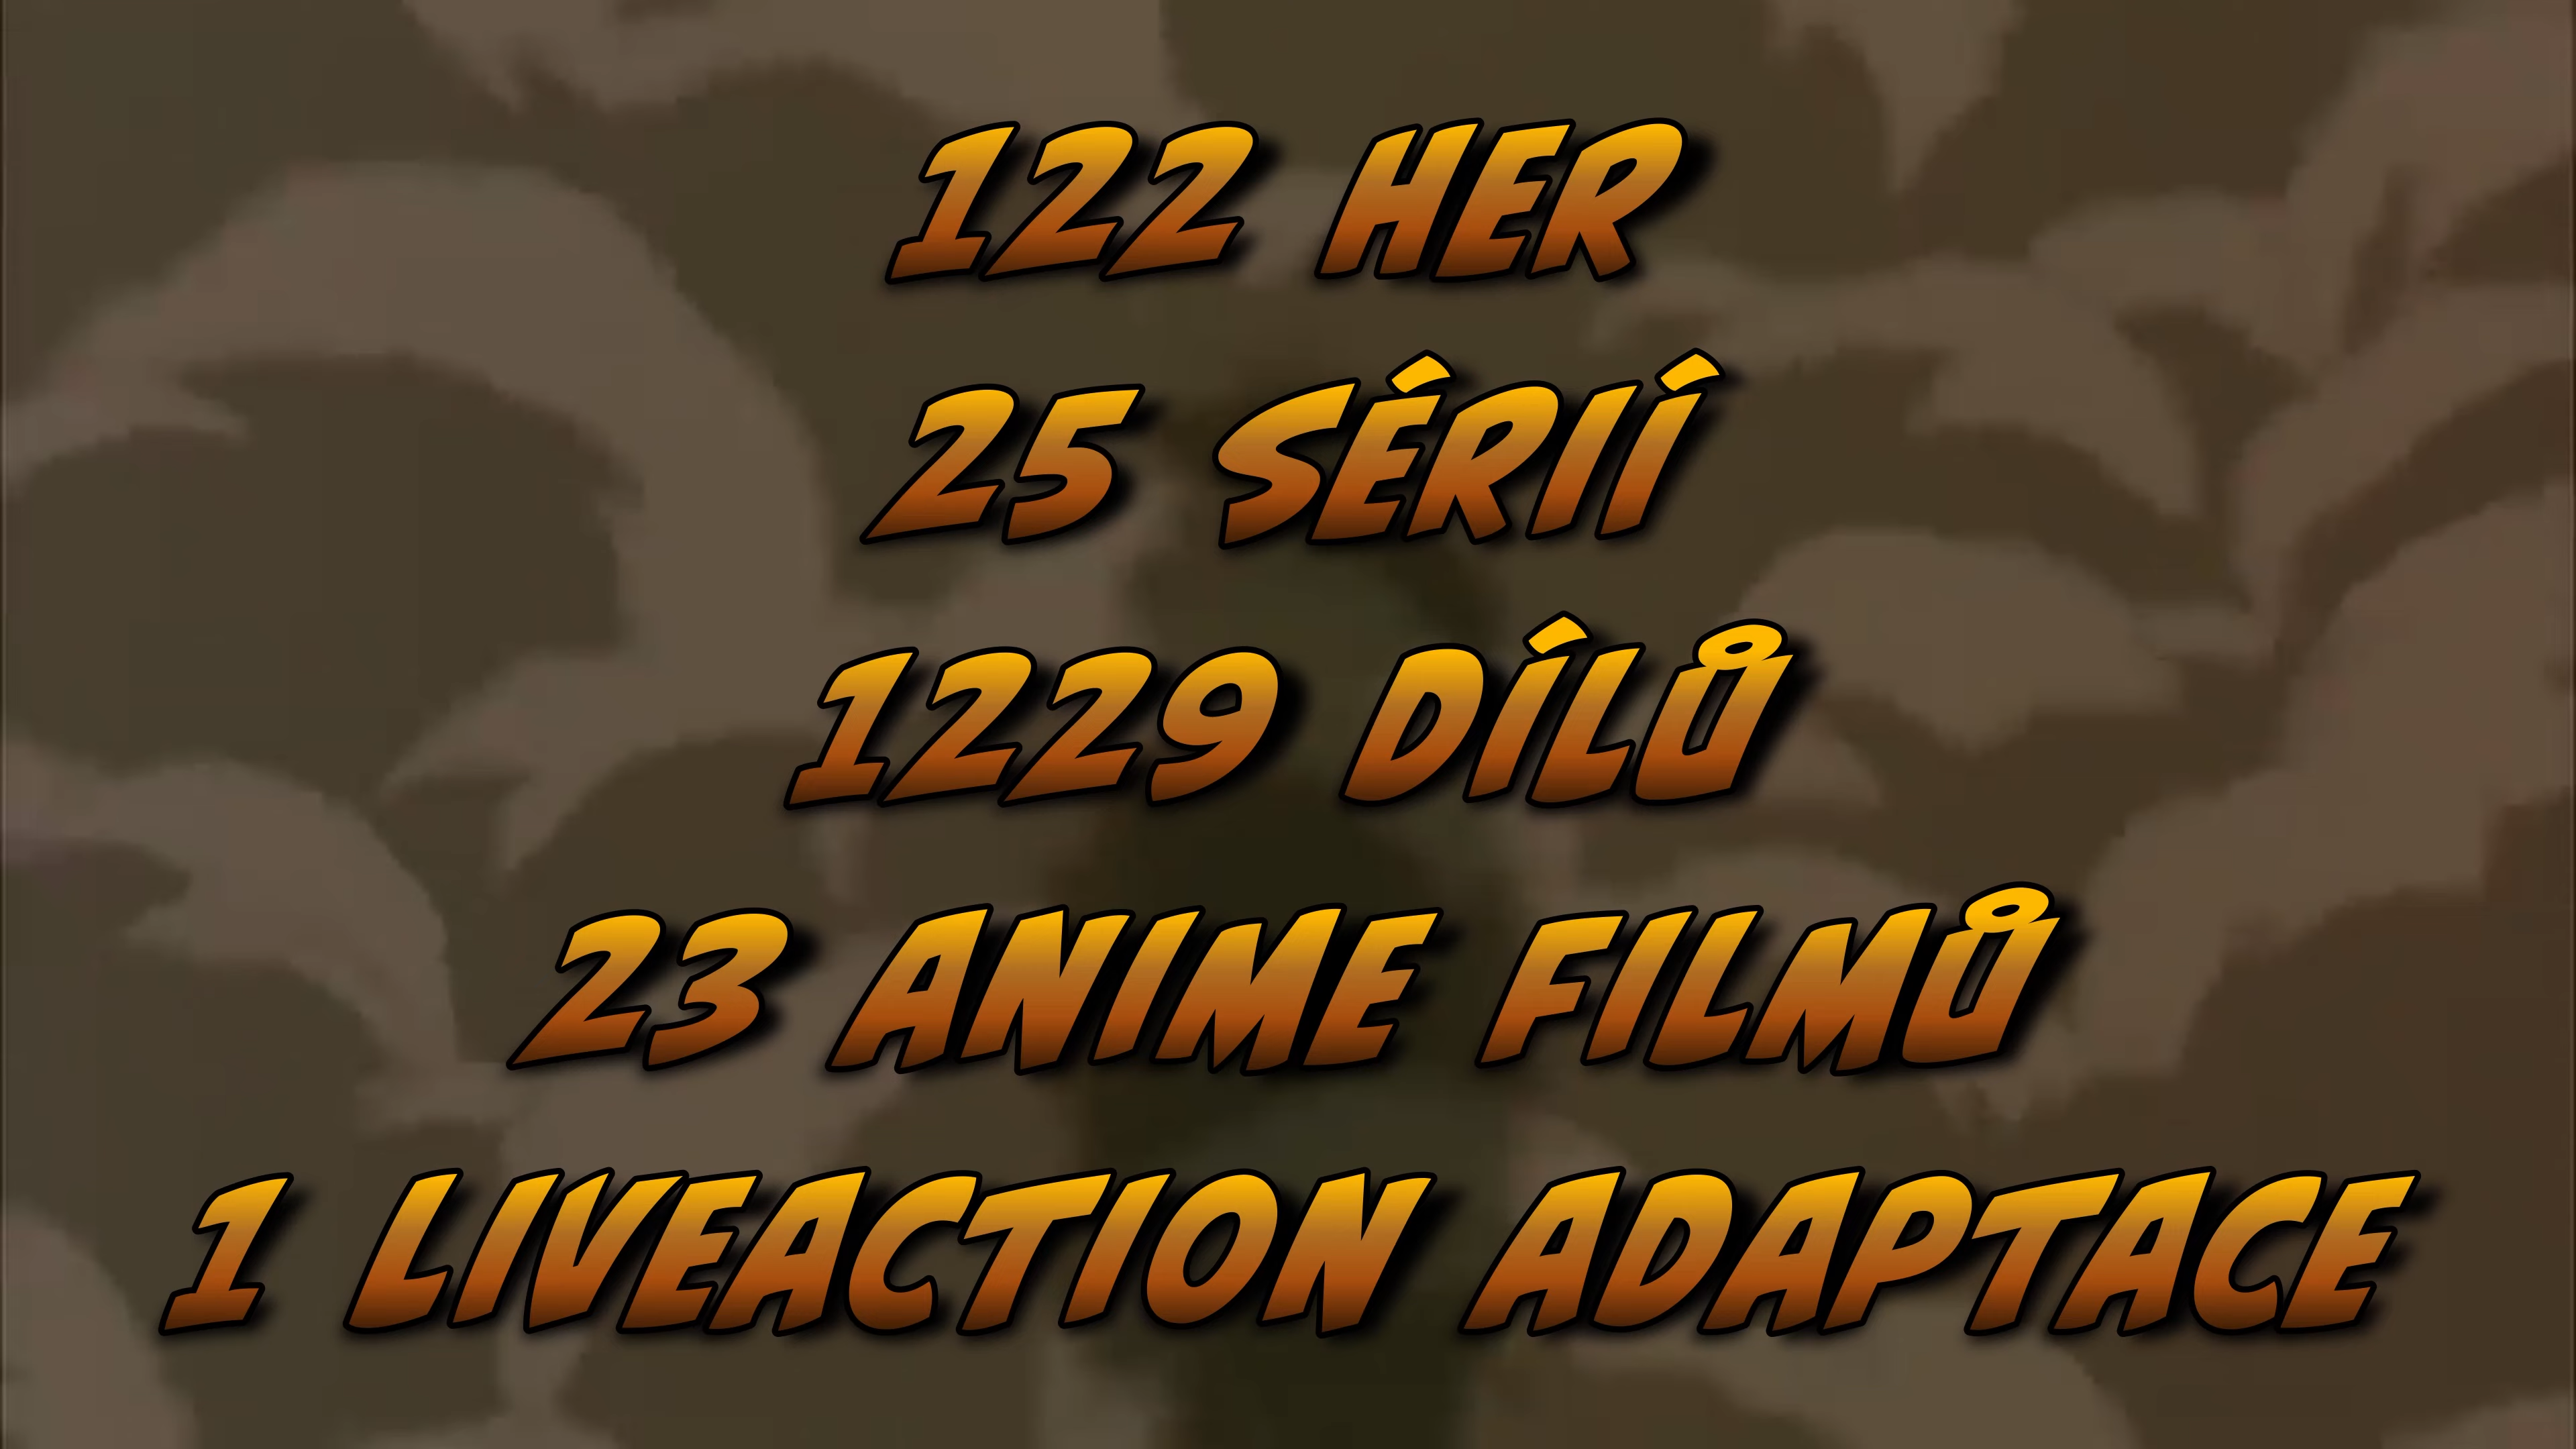 122 HER
25 SÉRIÍ
1229 DÍLŮ
23 ANIME FILMŮ
1 LIVEACTION ADAPTACE